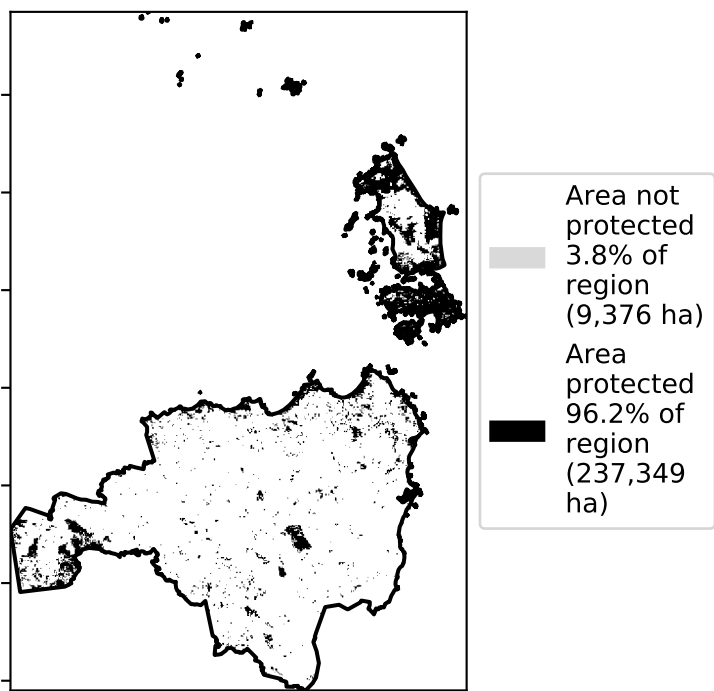 Area not
protected
3.8% of
region
(9,376 ha)
Area
protected
96.2% of
region
(237,349
ha)